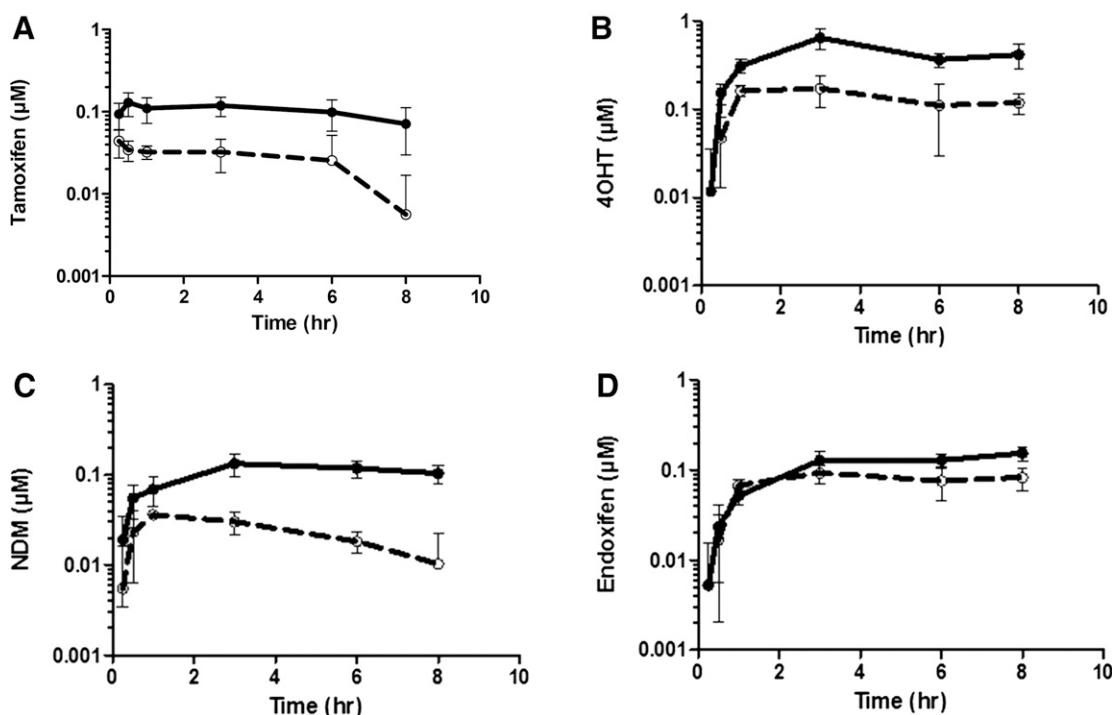 A
Tamoxifen (µM)
1
0.1
0.01
0.001
0 2 4 6 8 10
Time (hr)
B
4OHT (µM)
1
0.1
0.01
0.001
0 2 4 6 8 10
Time (hr)
C
NDM (µM)
1
0.1
0.01
0.001
0 2 4 6 8 10
Time (hr)
D
Endoxifen (µM)
1
0.1
0.01
0.001
0 2 4 6 8 10
Time (hr)